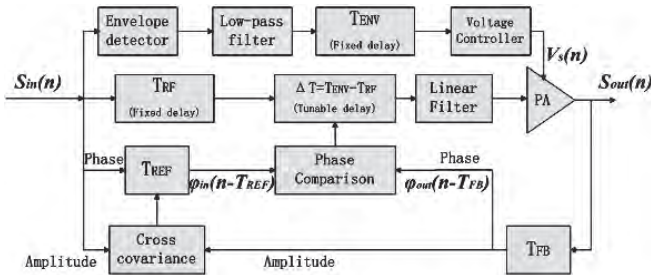 Envelope
detector
Low-pass
filter
TENV
(Fixed delay)
Voltage
Controller
Vs(n)
Sin(n)
TRF
(Fixed delay)
Δ T=TENV-TRF
(Tunable delay)
Linear
Filter
PA
Sout(n)
Phase
TREF
φin(n-TREF)
Phase
Comparison
Phase
φout(n-TFB)
Amplitude
Cross
covariance
Amplitude
TFB